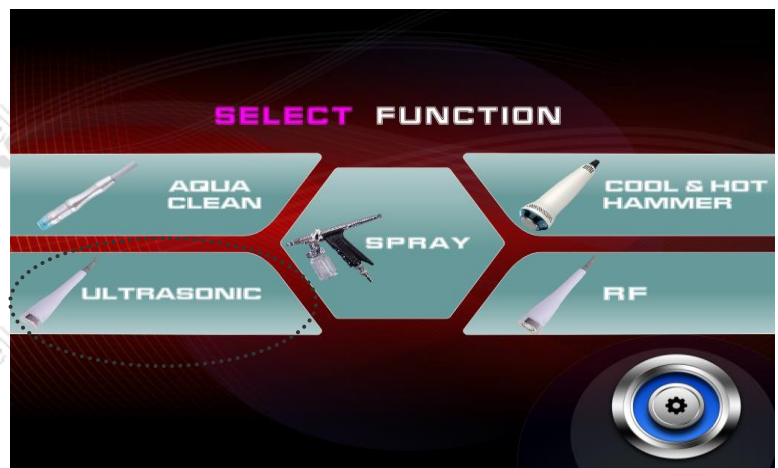 SELECT FUNCTION
AQUA
CLEAN
COOL & HOT
HAMMER
SPRAY
ULTRASONIC
RF